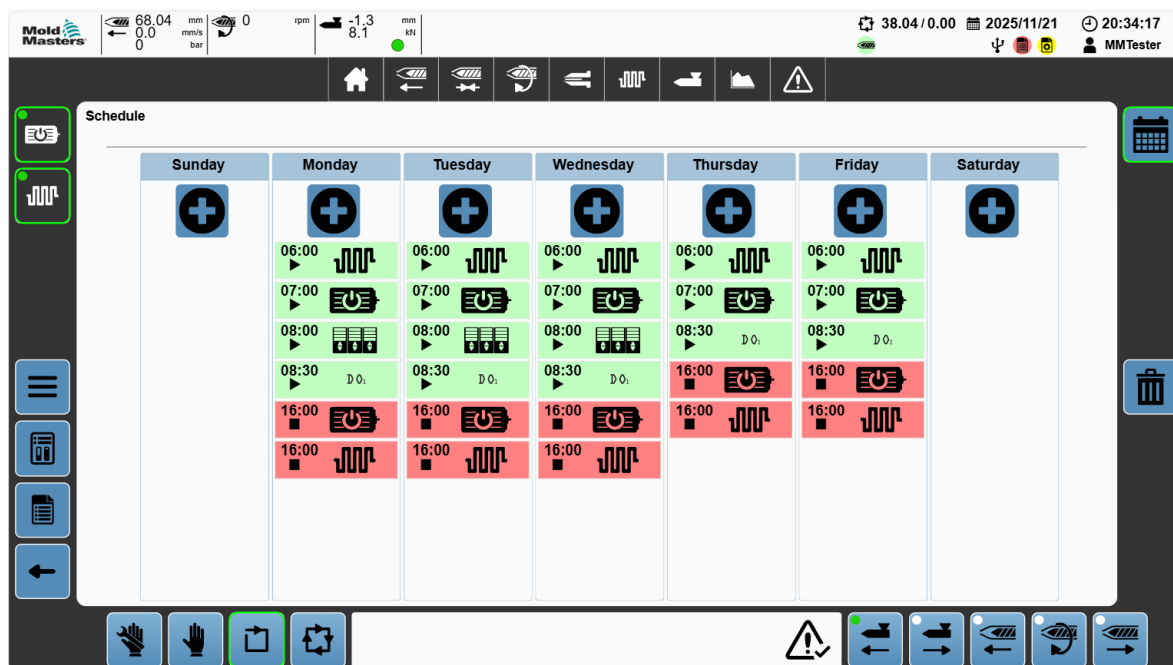 Mold
Masters
68.04 mm
0.0 mm/s
0 bar
0 rpm
-1.3 mm
8.1 kN
38.04 / 0.00
2025/11/21
20:34:17
MMTester
Schedule
Sunday Monday Tuesday Wednesday Thursday Friday Saturday
06:00 06:00 06:00 06:00 06:00
07:00 07:00 07:00 07:00 07:00
08:00 08:00 08:00 08:30 DO₁ 08:30 DO₁
08:30 DO₁ 08:30 DO₁ 08:30 DO₁ 16:00 16:00
16:00 16:00 16:00 16:00 16:00
16:00 16:00 16:00